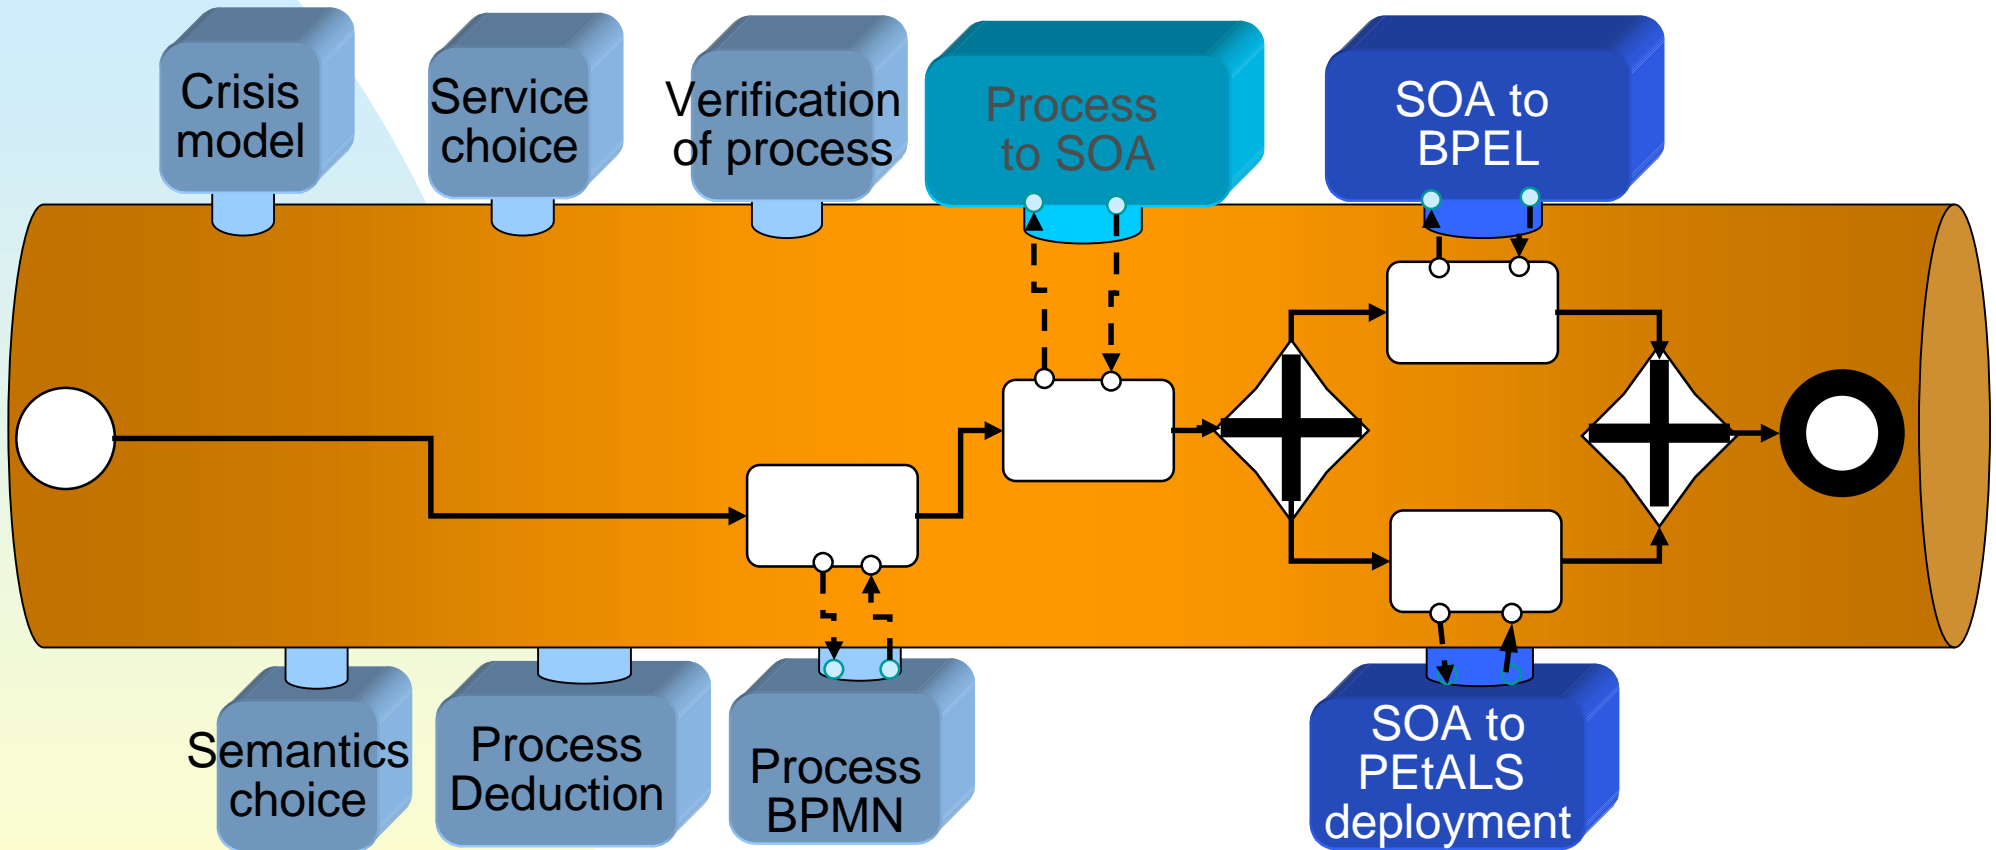 Crisis
model
Service
choice
Verification
of process
Process
to SOA
SOA to
BPEL
Semantics
choice
Process
Deduction
Process
BPMN
SOA to
PEtALS
deployment